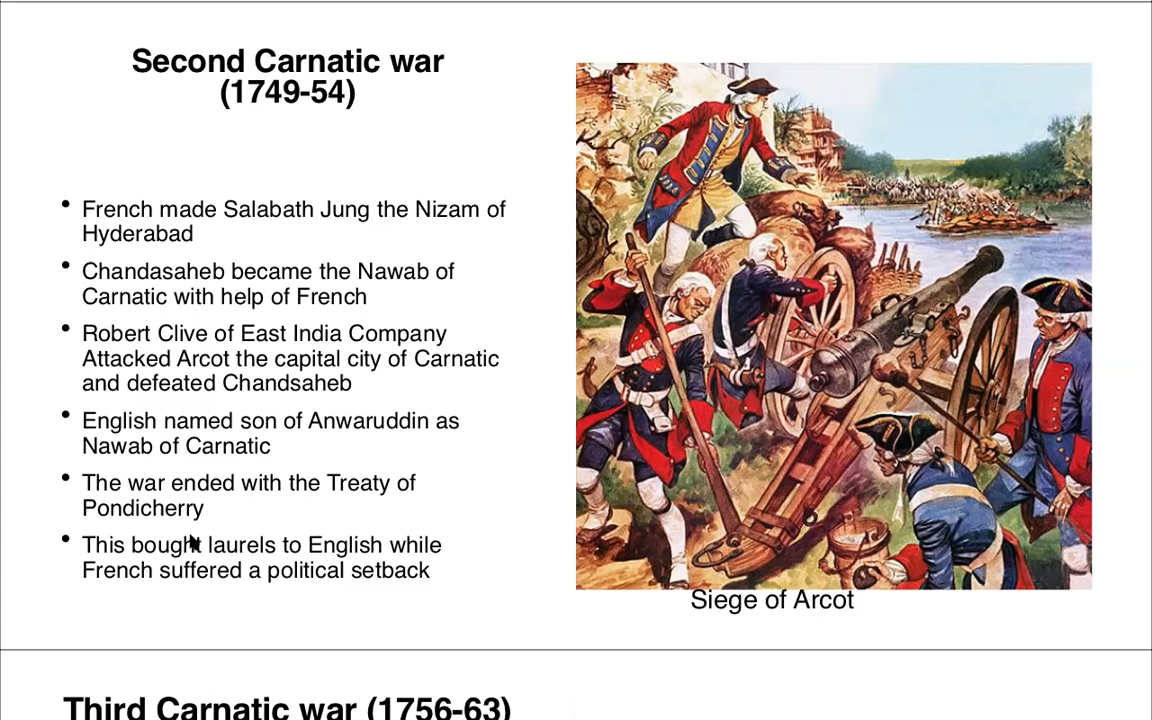 Second Carnatic war
(1749-54)
• French made Salabath Jung the Nizam of
Hyderabad
• Chandasaheb became the Nawab of
Carnatic with help of French
• Robert Clive of East India Company
Attacked Arcot the capital city of Carnatic
and defeated Chandsaheb
• English named son of Anwaruddin as
Nawab of Carnatic
• The war ended with the Treaty of
Pondicherry
• This bought laurels to English while
French suffered a political setback
Siege of Arcot
Third Carnatic war (1756-63)